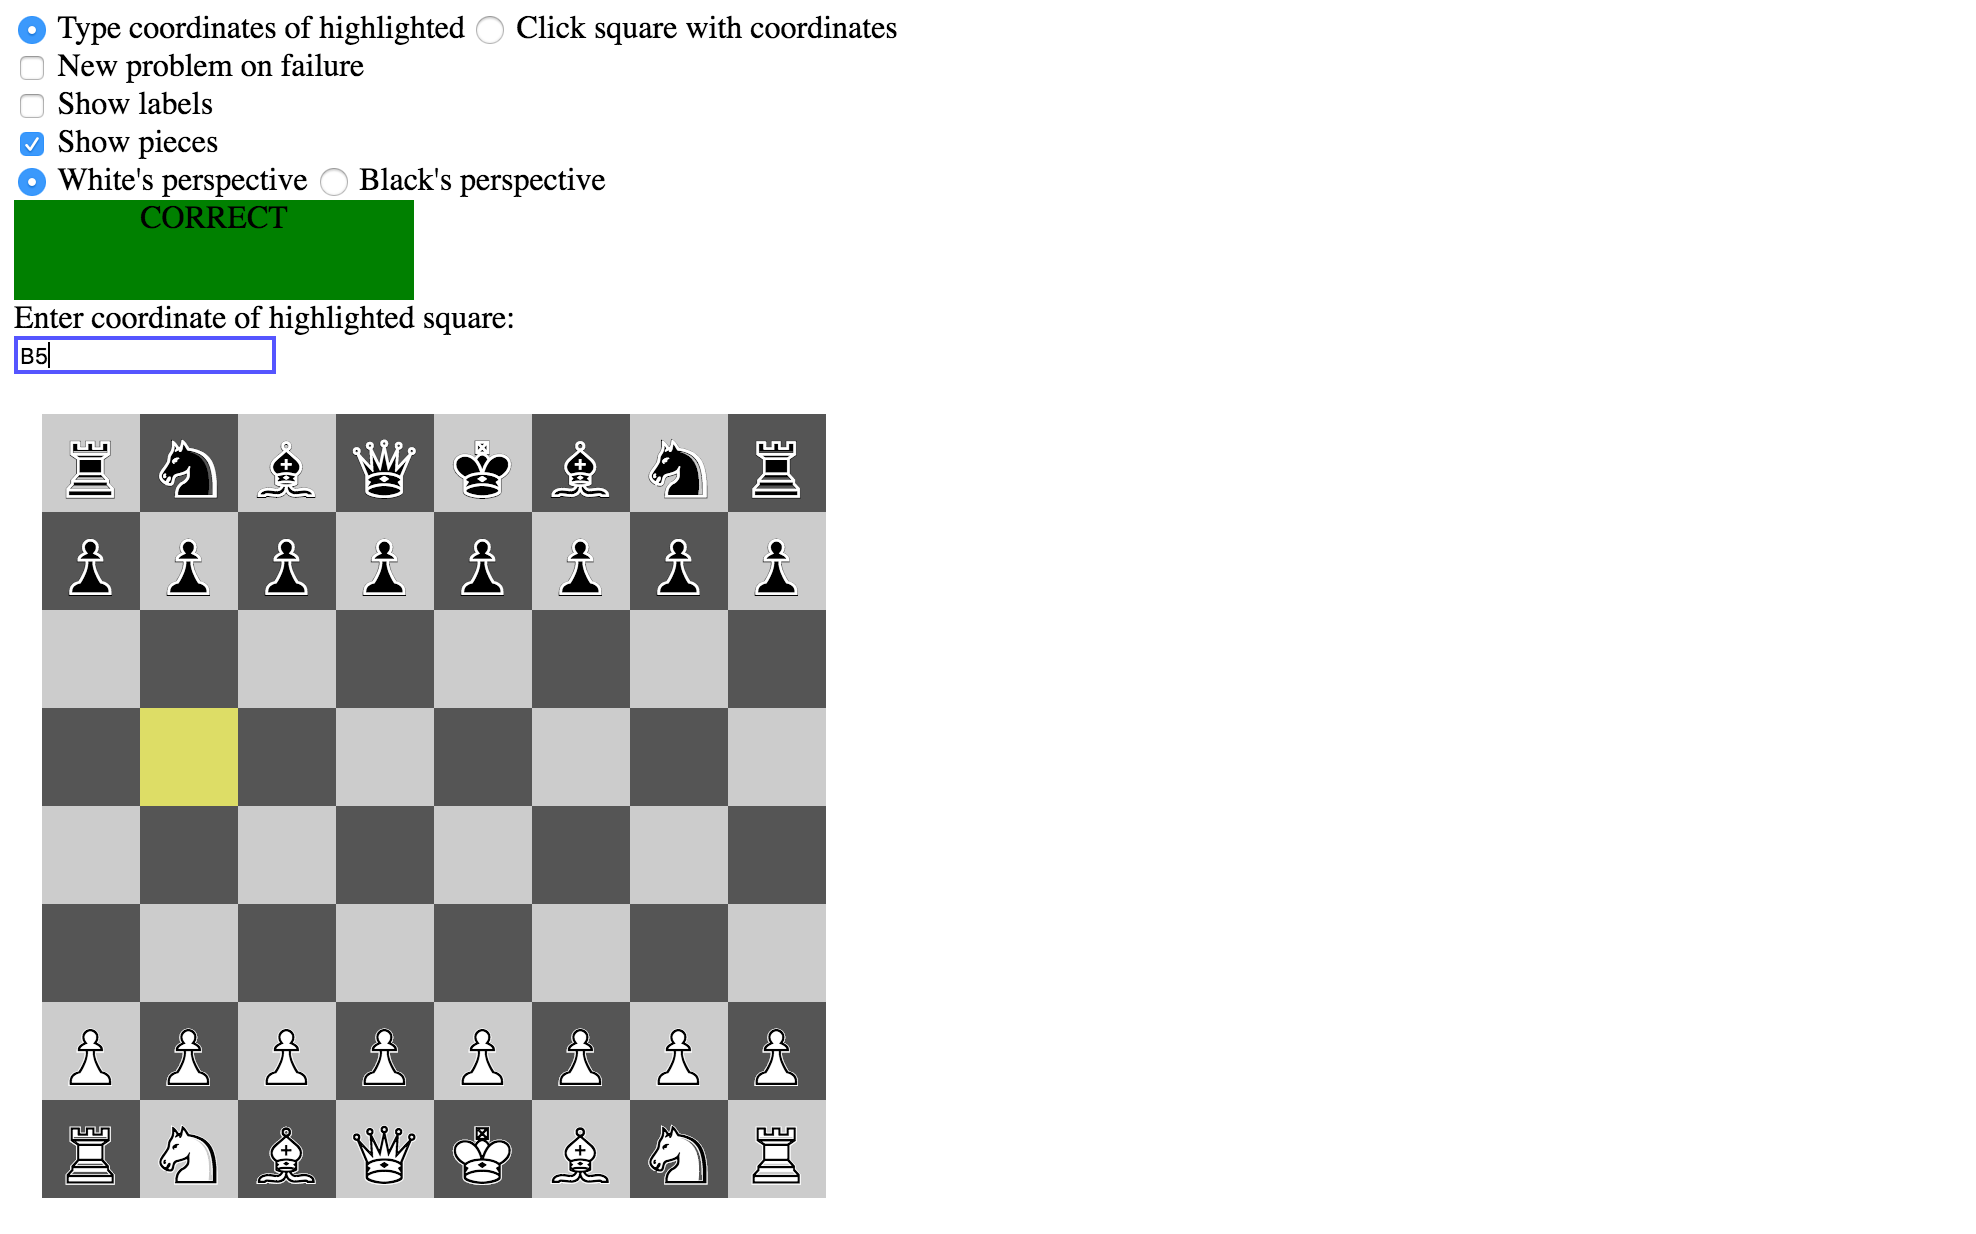 Type coordinates of highlighted Click square with coordinates
New problem on failure
Show labels
Show pieces
White's perspective Black's perspective
CORRECT
Enter coordinate of highlighted square:
B5